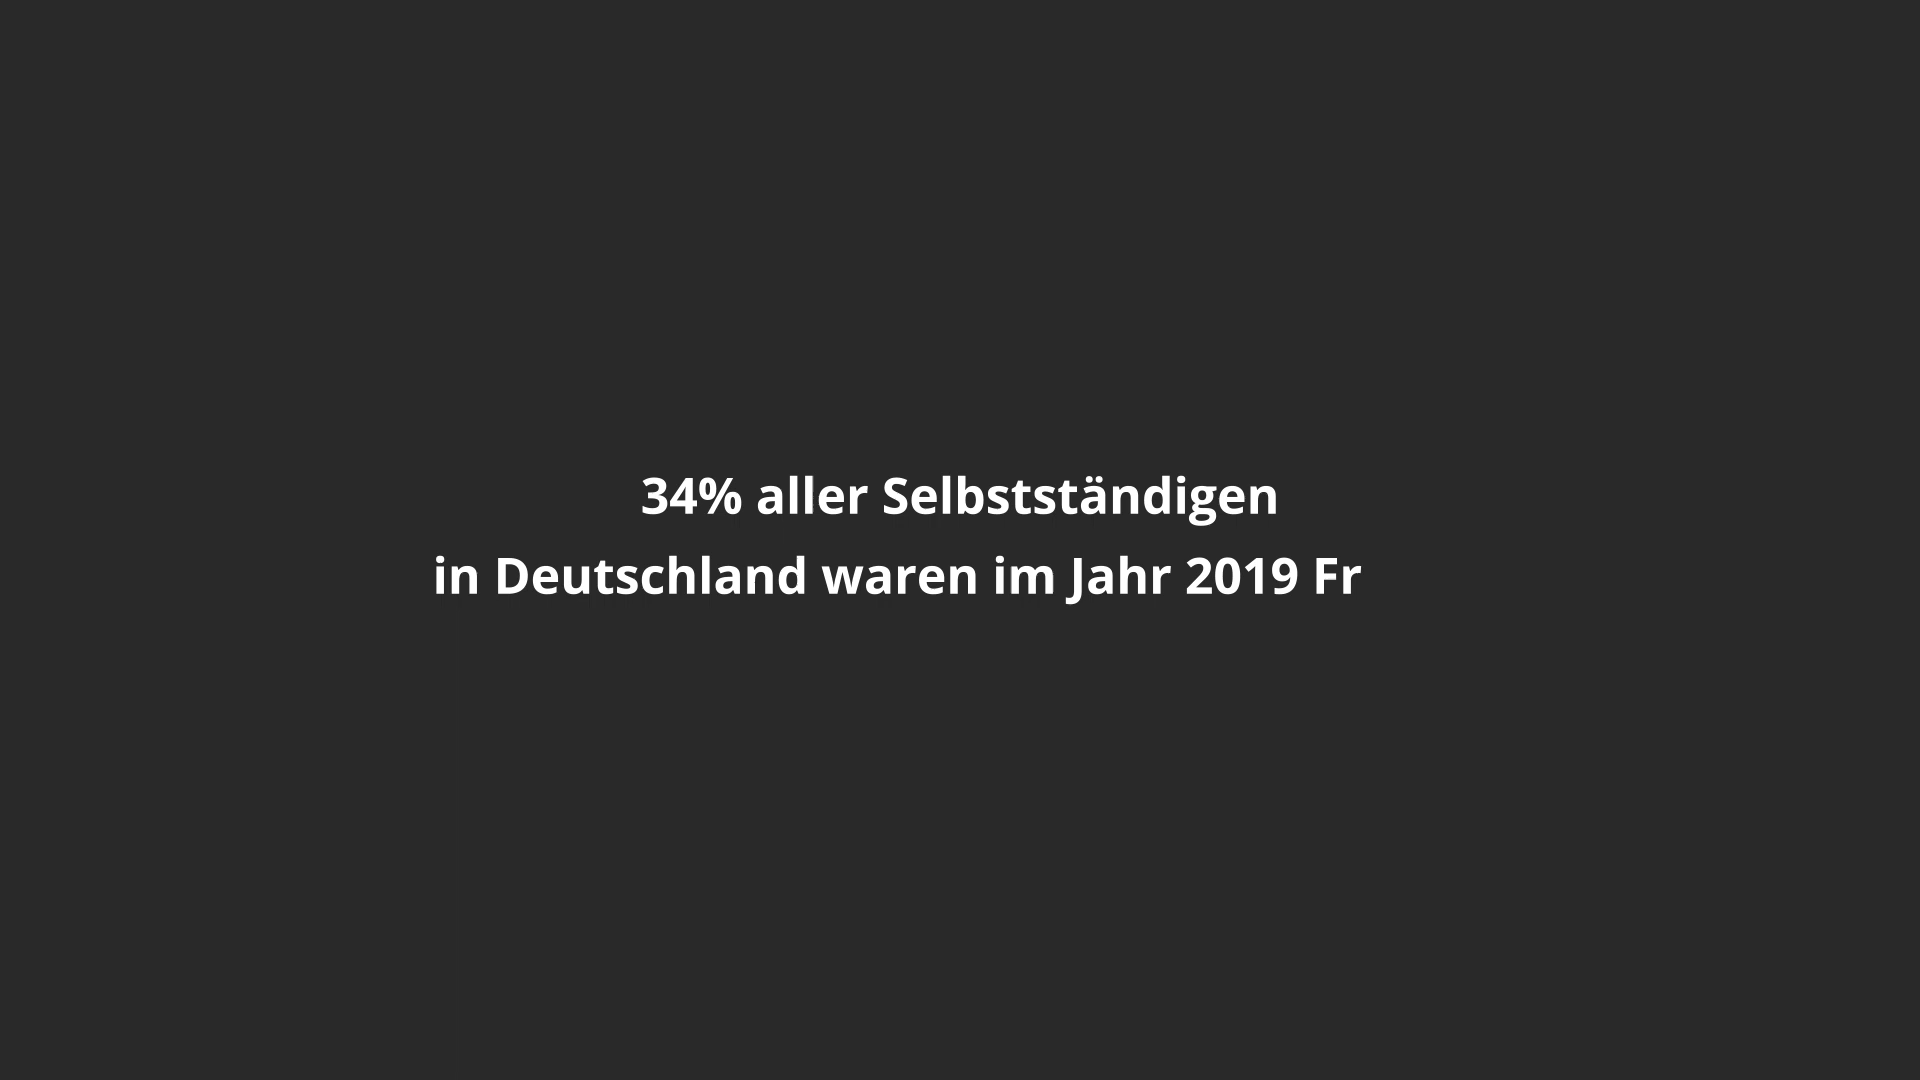 34% aller Selbstständigen
in Deutschland waren im Jahr 2019 Fr